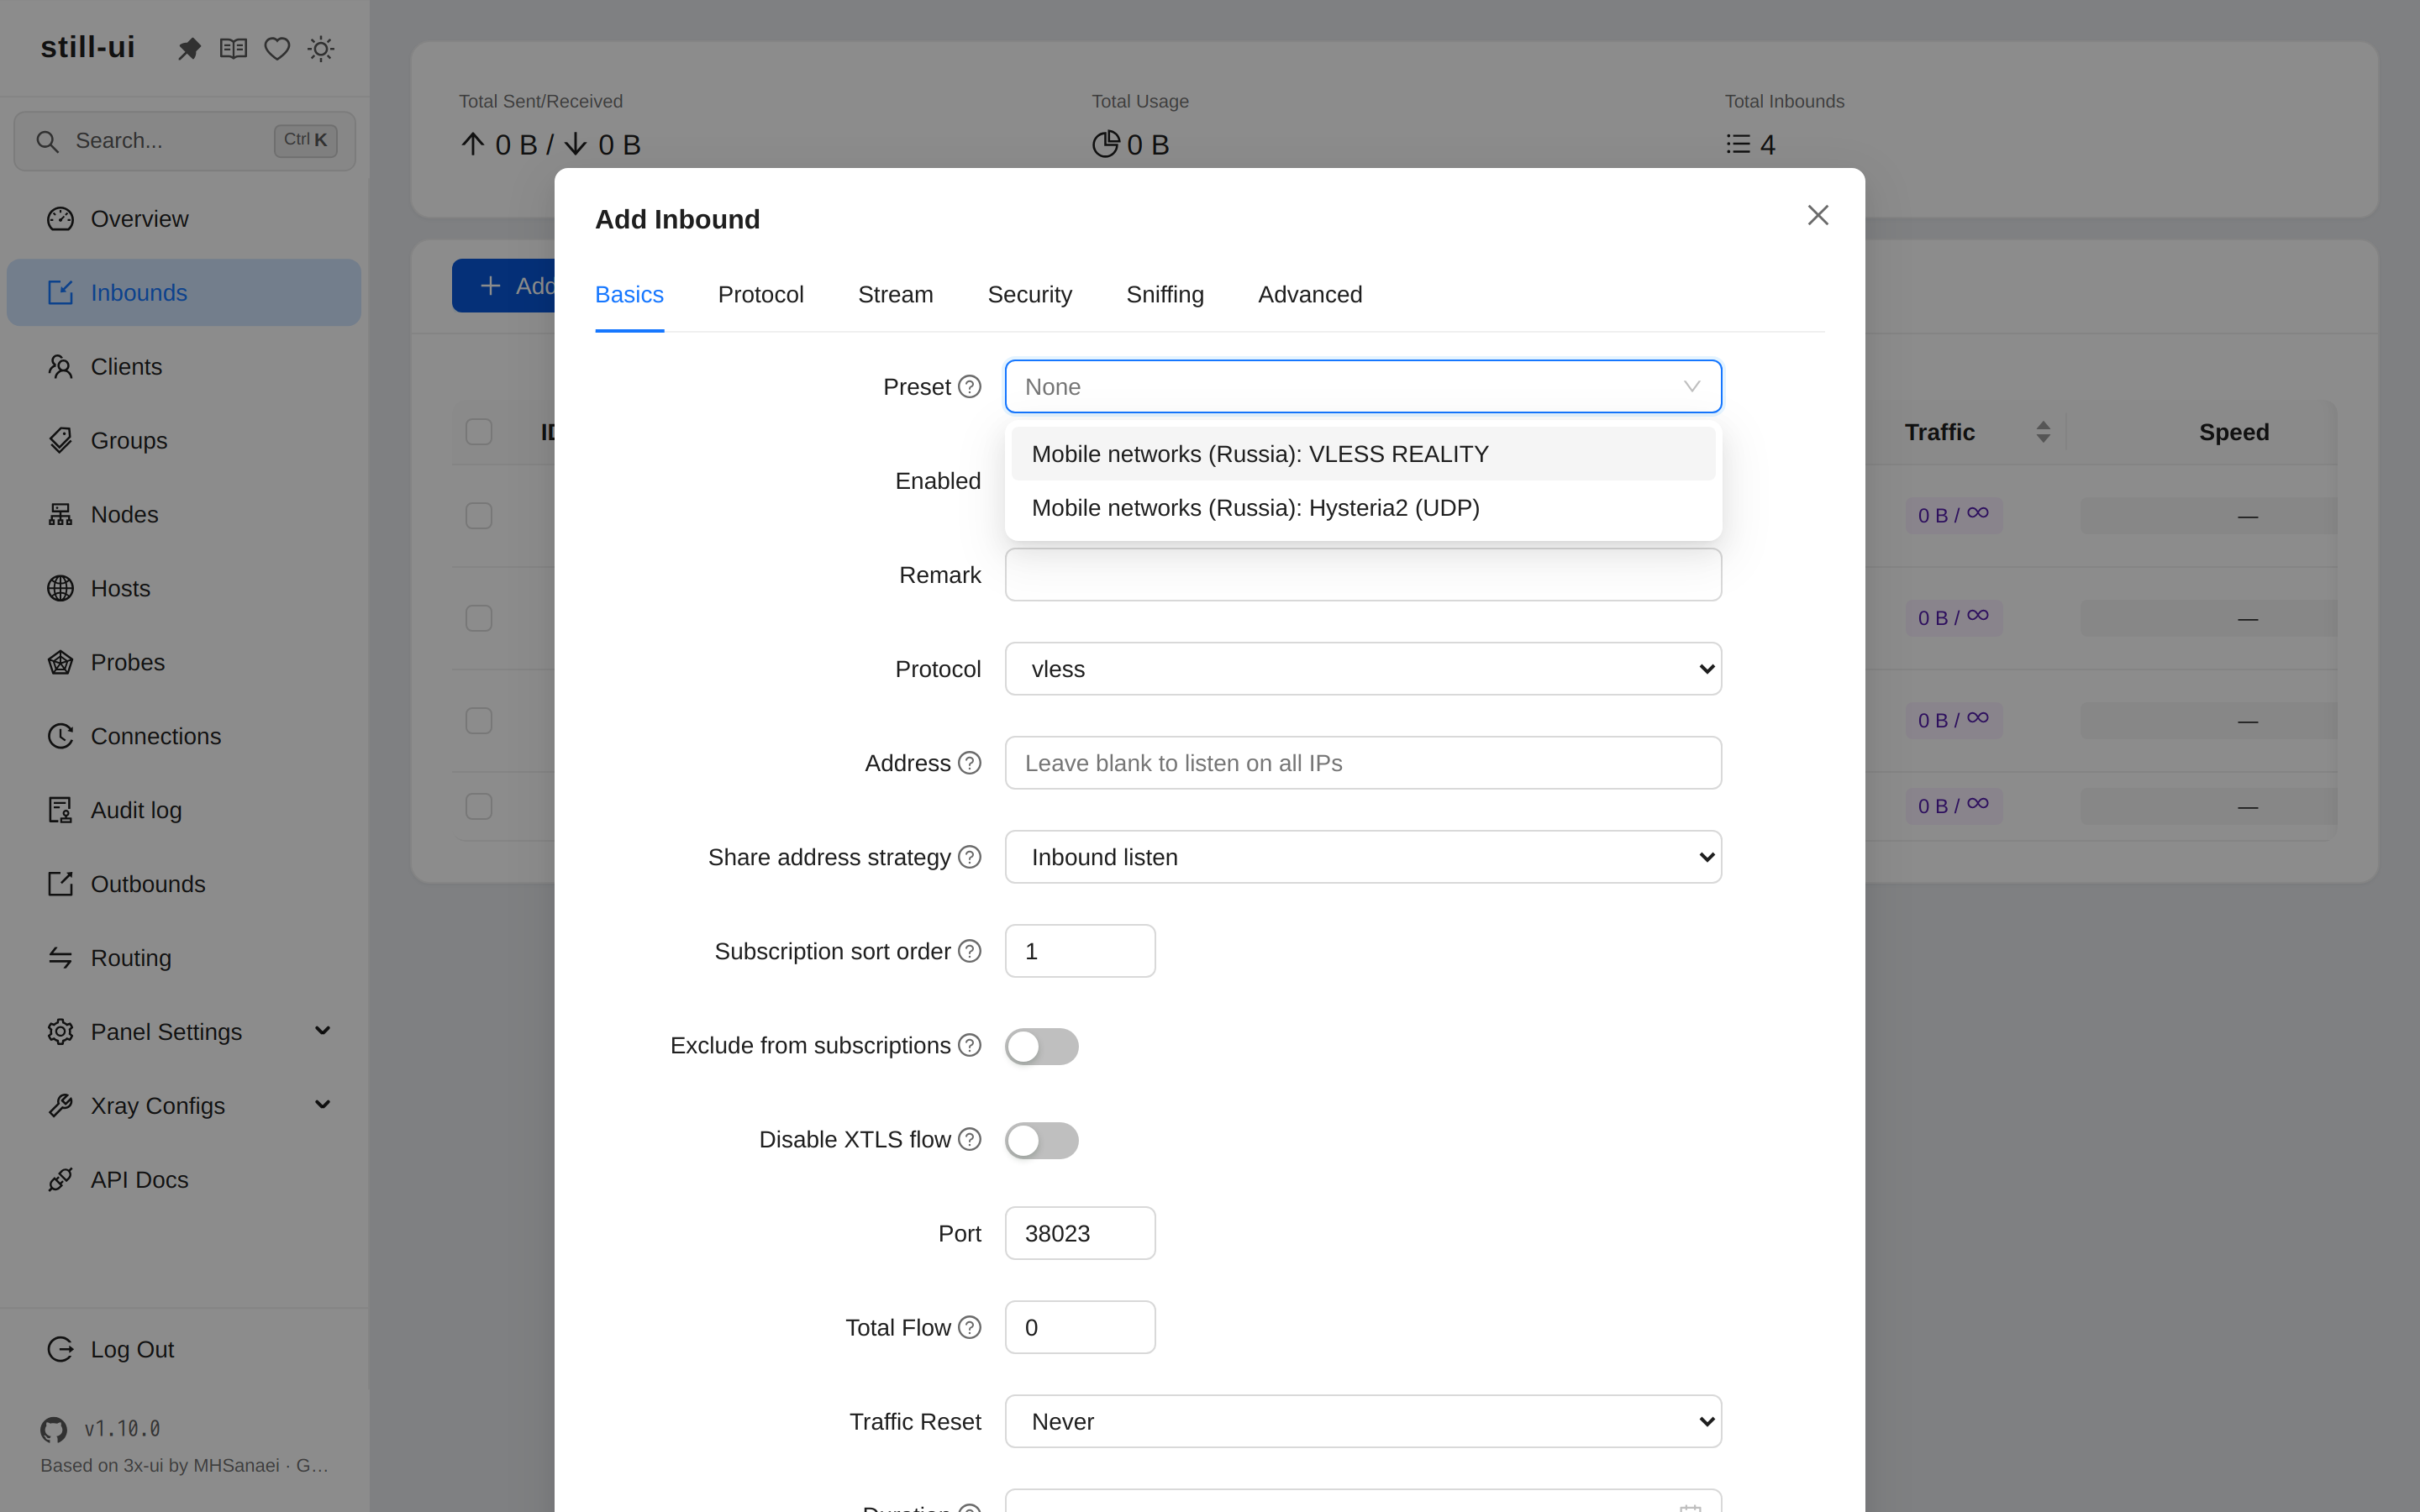 still-ui
Search...
Ctrl K
Overview
Inbounds
Clients
Groups
Nodes
Hosts
Probes
Connections
Audit log
Outbounds
Routing
Panel Settings
Xray Configs
API Docs
Log Out
v1.10.0
Based on 3x-ui by MHSanaei · G…
Total Sent/Received
0 B / 0 B
Total Usage
0 B
Total Inbounds
4
Add
Traffic
Speed
0 B / ∞
—
0 B / ∞
—
0 B / ∞
—
0 B / ∞
—
Add Inbound
Basics Protocol Stream Security Sniffing Advanced
Preset
None
Mobile networks (Russia): VLESS REALITY
Mobile networks (Russia): Hysteria2 (UDP)
Enabled
Remark
Protocol
vless
Address
Leave blank to listen on all IPs
Share address strategy
Inbound listen
Subscription sort order
1
Exclude from subscriptions
Disable XTLS flow
Port
38023
Total Flow
0
Traffic Reset
Never